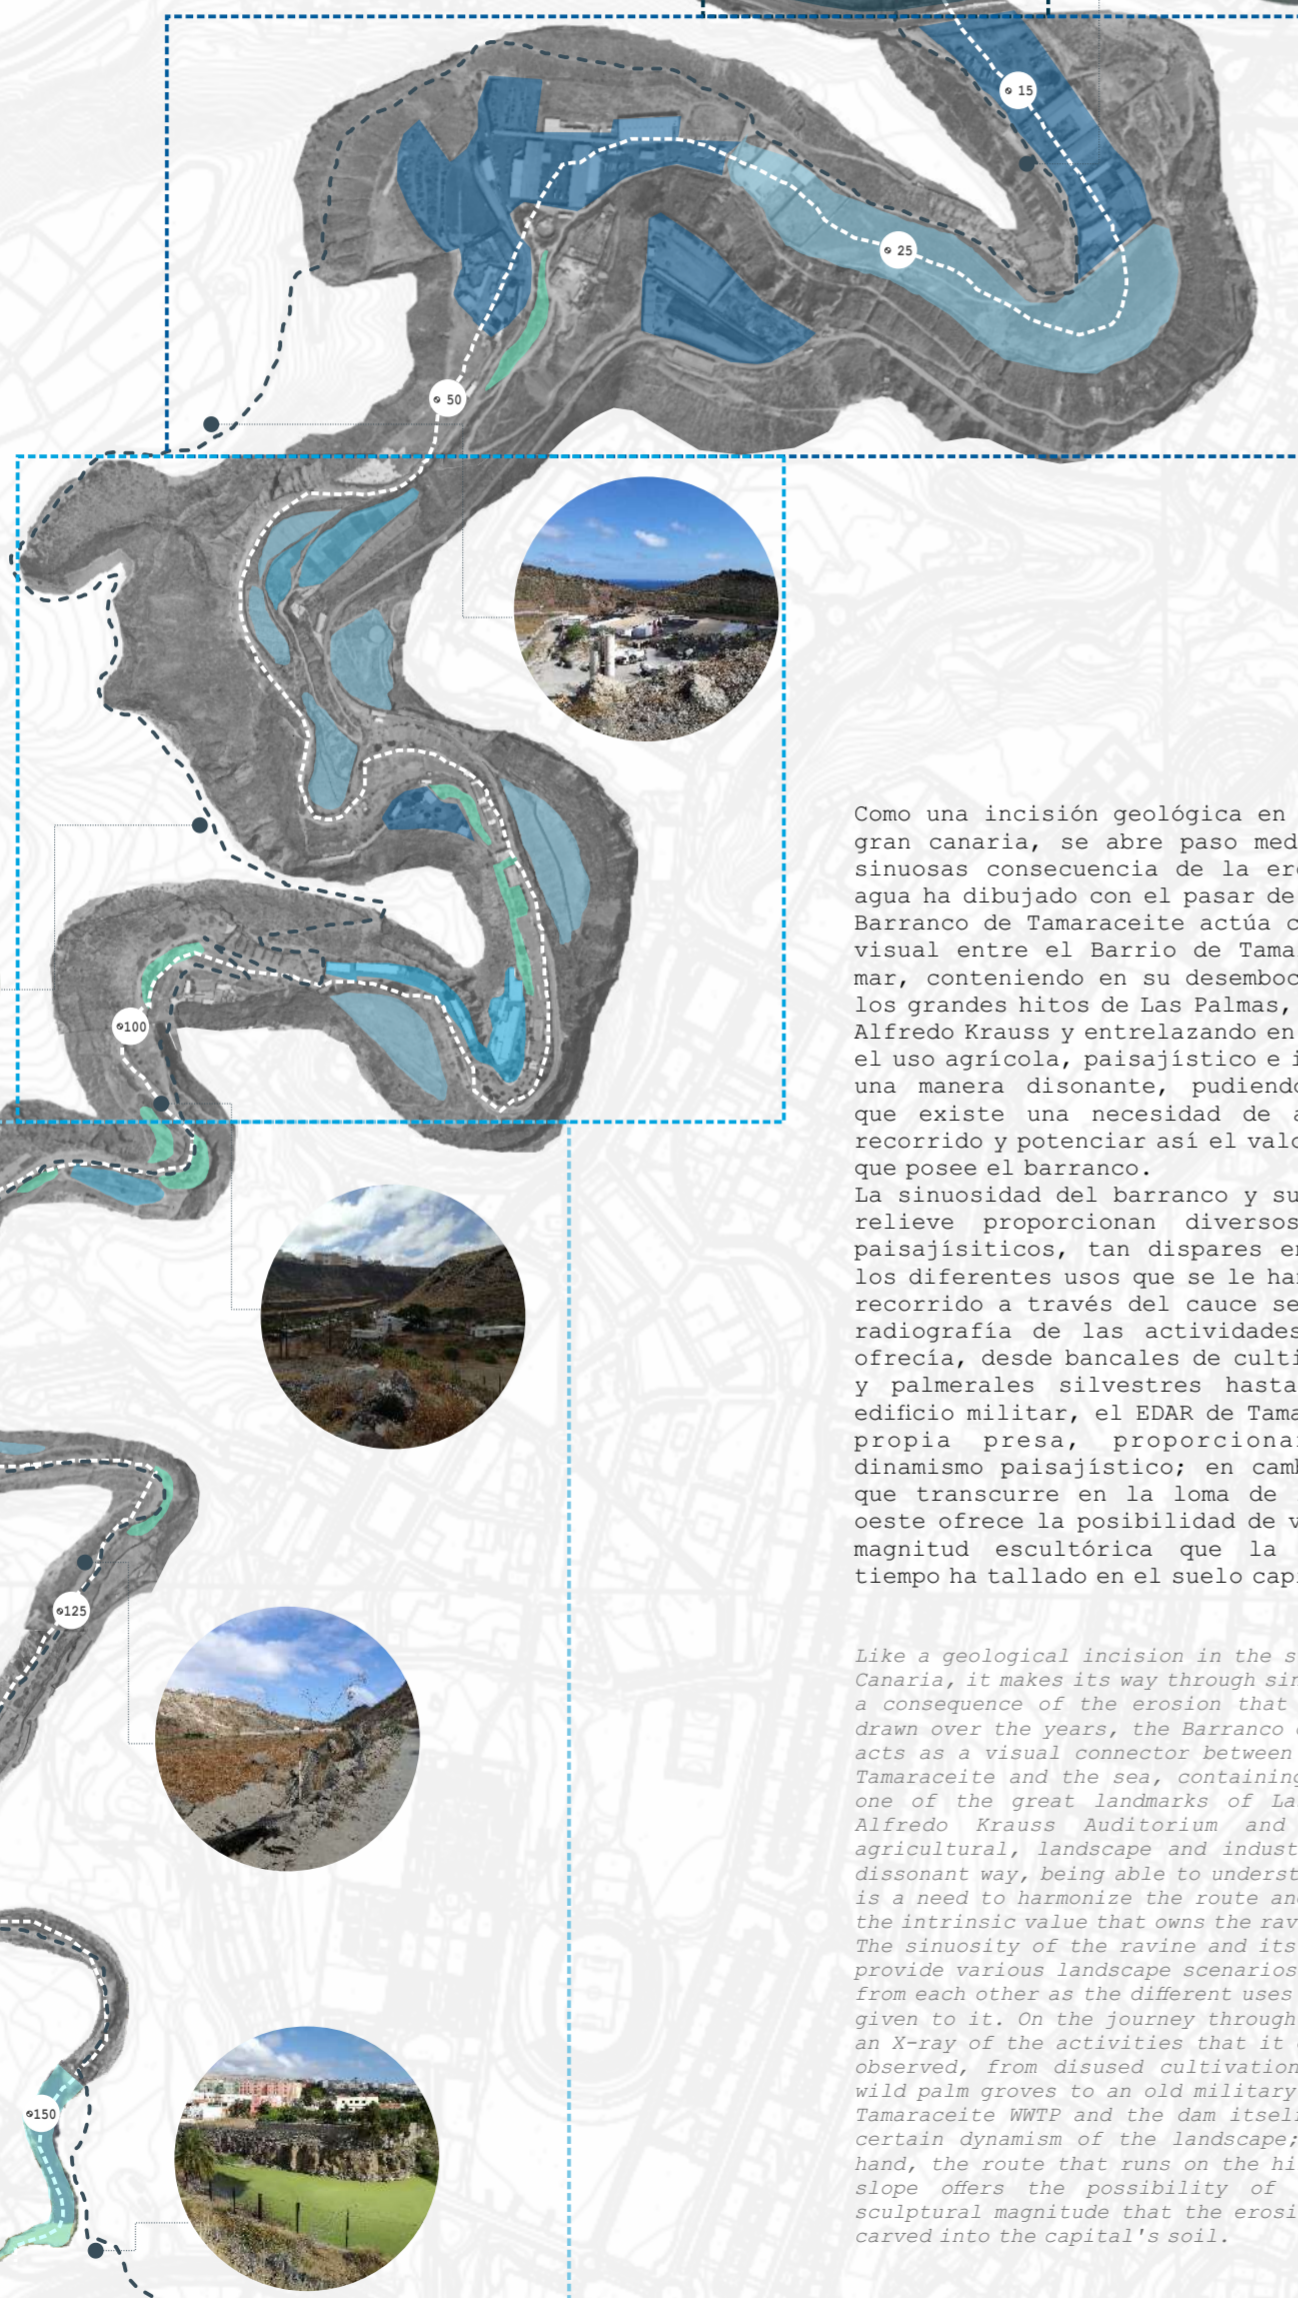 ⌀ 15
⌀ 25
⌀ 50
⌀100
⌀125
⌀150
Como una incisión geológica en
gran canaria, se abre paso med
sinuosas consecuencia de la ero
agua ha dibujado con el pasar de
Barranco de Tamaraceite actúa c
visual entre el Barrio de Tama
mar, conteniendo en su desemboc
los grandes hitos de Las Palmas,
Alfredo Krauss y entrelazando en
el uso agrícola, paisajístico e i
una manera disonante, pudiendo
que existe una necesidad de a
recorrido y potenciar así el valo
que posee el barranco.
La sinuosidad del barranco y su
relieve proporcionan diversos
paisajísiticos, tan dispares en
los diferentes usos que se le han
recorrido a través del cauce se
radiografía de las actividades
ofrecía, desde bancales de culti
y palmerales silvestres hasta
edificio militar, el EDAR de Tama
propia presa, proporciona
dinamismo paisajístico; en camb
que transcurre en la loma de
oeste ofrece la posibilidad de v
magnitud escultórica que la
tiempo ha tallado en el suelo cap
Like a geological incision in the s
Canaria, it makes its way through sin
a consequence of the erosion that
drawn over the years, the Barranco
acts as a visual connector between
Tamaraceite and the sea, containing
one of the great landmarks of La
Alfredo Krauss Auditorium and
agricultural, landscape and indust
dissonant way, being able to underst
is a need to harmonize the route and
the intrinsic value that owns the rav
The sinuosity of the ravine and its
provide various landscape scenarios
from each other as the different uses
given to it. On the journey through
an X-ray of the activities that it
observed, from disused cultivation
wild palm groves to an old military
Tamaraceite WWTP and the dam itself
certain dynamism of the landscape;
hand, the route that runs on the hi
slope offers the possibility of
sculptural magnitude that the erosi
carved into the capital's soil.